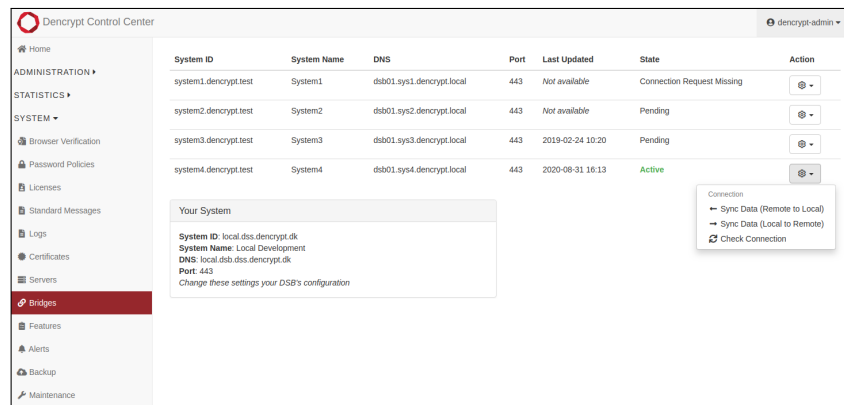 Dencrypt Control Center
dencrypt-admin
Home
ADMINISTRATION
STATISTICS
SYSTEM
Browser Verification
Password Policies
Licenses
Standard Messages
Logs
Certificates
Servers
Bridges
Features
Alerts
Backup
Maintenance
System ID System Name DNS Port Last Updated State Action
system1.dencrypt.test System1 dsb01.sys1.dencrypt.local 443 Not available Connection Request Missing
system2.dencrypt.test System2 dsb01.sys2.dencrypt.local 443 Not available Pending
system3.dencrypt.test System3 dsb01.sys3.dencrypt.local 443 2019-02-24 10:20 Pending
system4.dencrypt.test System4 dsb01.sys4.dencrypt.local 443 2020-08-31 16:13 Active
Connection
Sync Data (Remote to Local)
Sync Data (Local to Remote)
Check Connection
Your System
System ID: local.dss.dencrypt.dk
System Name: Local Development
DNS: local.dsb.dss.dencrypt.dk
Port: 443
Change these settings your DSB's configuration